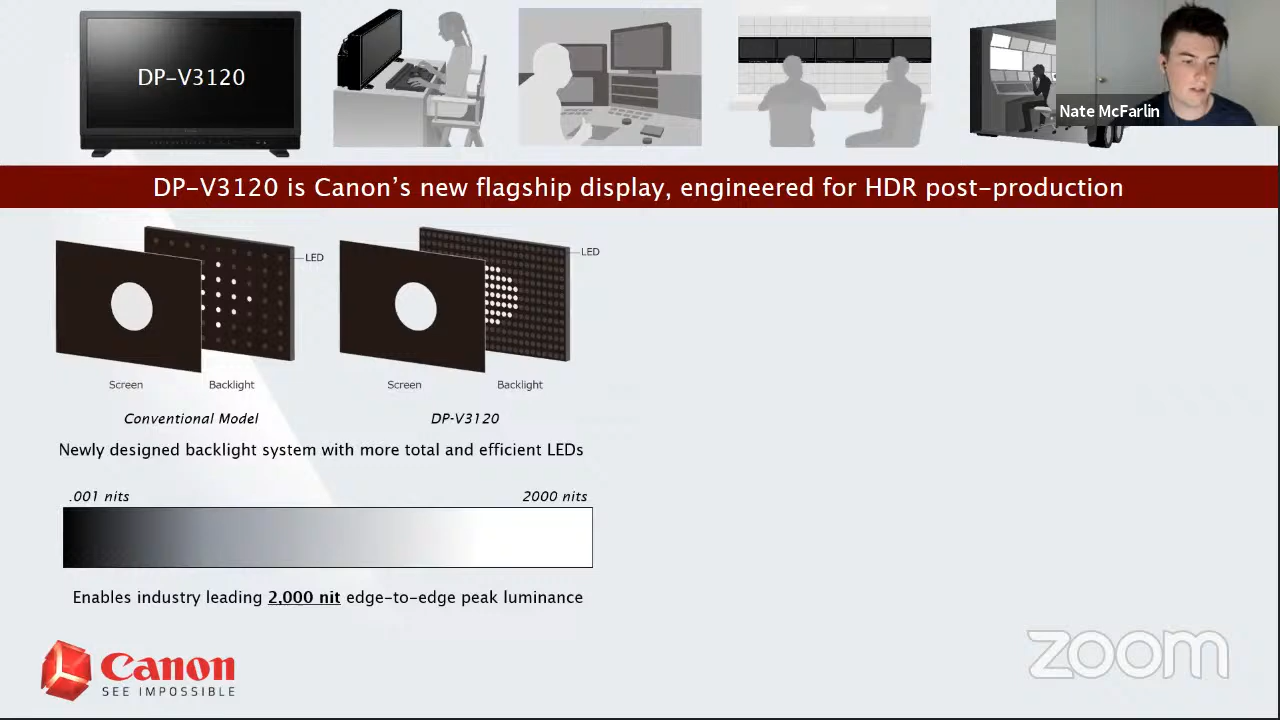 DP-V3120
Nate McFarlin
DP-V3120 is Canon's new flagship display, engineered for HDR post-production
LED
LED
Screen
Backlight
Screen
Backlight
Conventional Model
DP-V3120
Newly designed backlight system with more total and efficient LEDs
.001 nits
2000 nits
Enables industry leading 2,000 nit edge-to-edge peak luminance
Canon
SEE IMPOSSIBLE
zoom